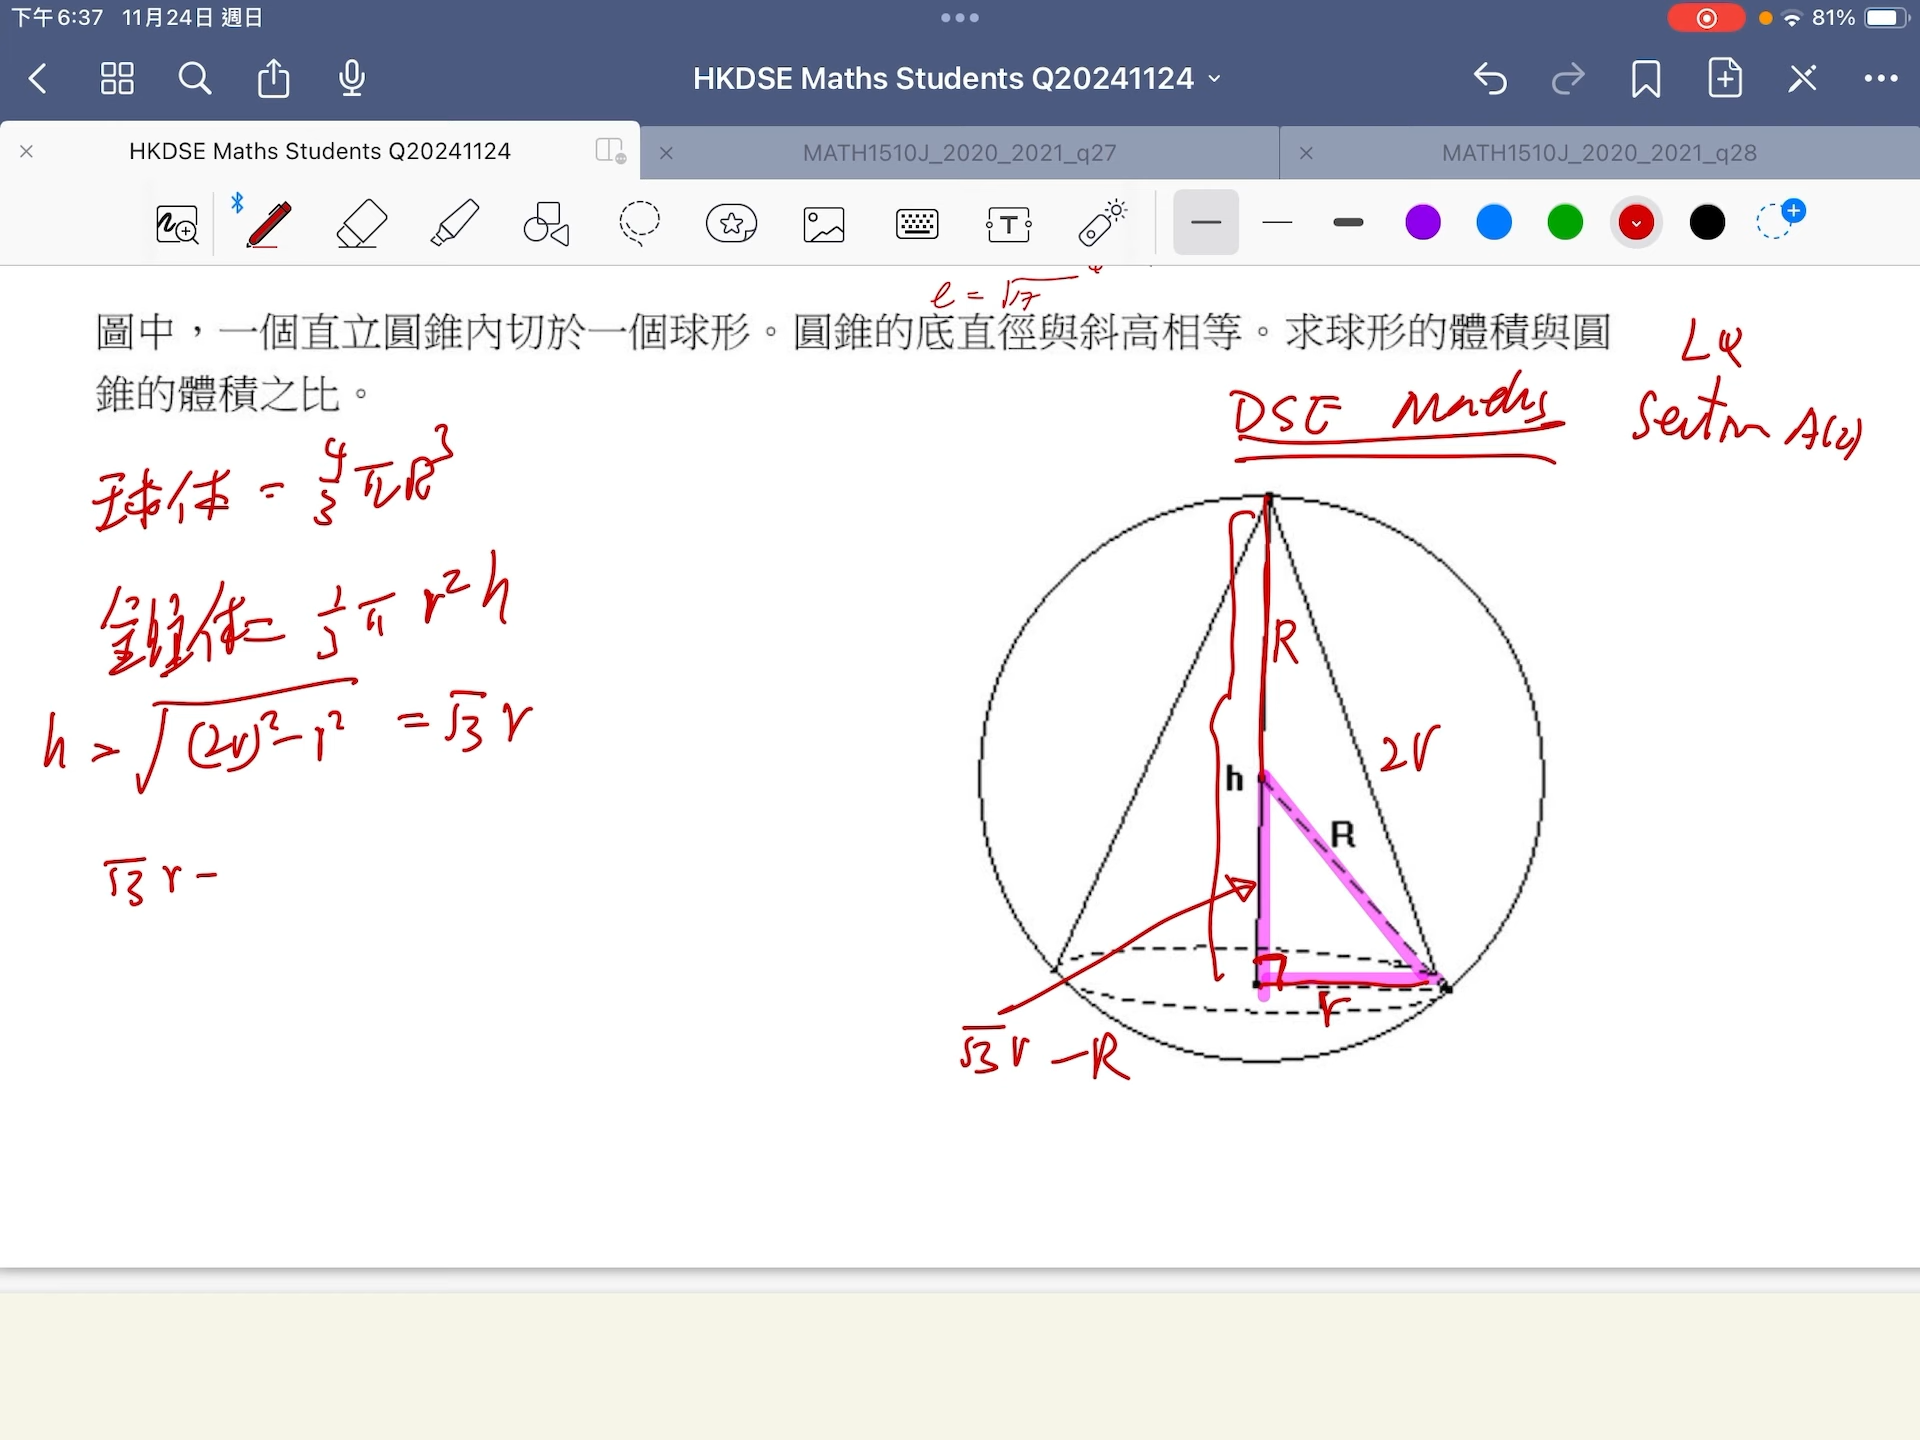 下午6:37 11月24日 週日
81%
HKDSE Maths Students Q20241124
HKDSE Maths Students Q20241124
MATH1510J_2020_2021_q27
MATH1510J_2020_2021_q28
T
l = √17
圖中，一個直立圓錐內切於一個球形。圓錐的底直徑與斜高相等。求球形的體積與圓
錐的體積之比。
LQ
DSE Maths
Section A(2)
球体 = 4/3 πR³
錐体 = 1/3 π r² h
h = √((2r)² - r²) = √3 r
√3 r -
R
2r
h
R
r
√3 r - R